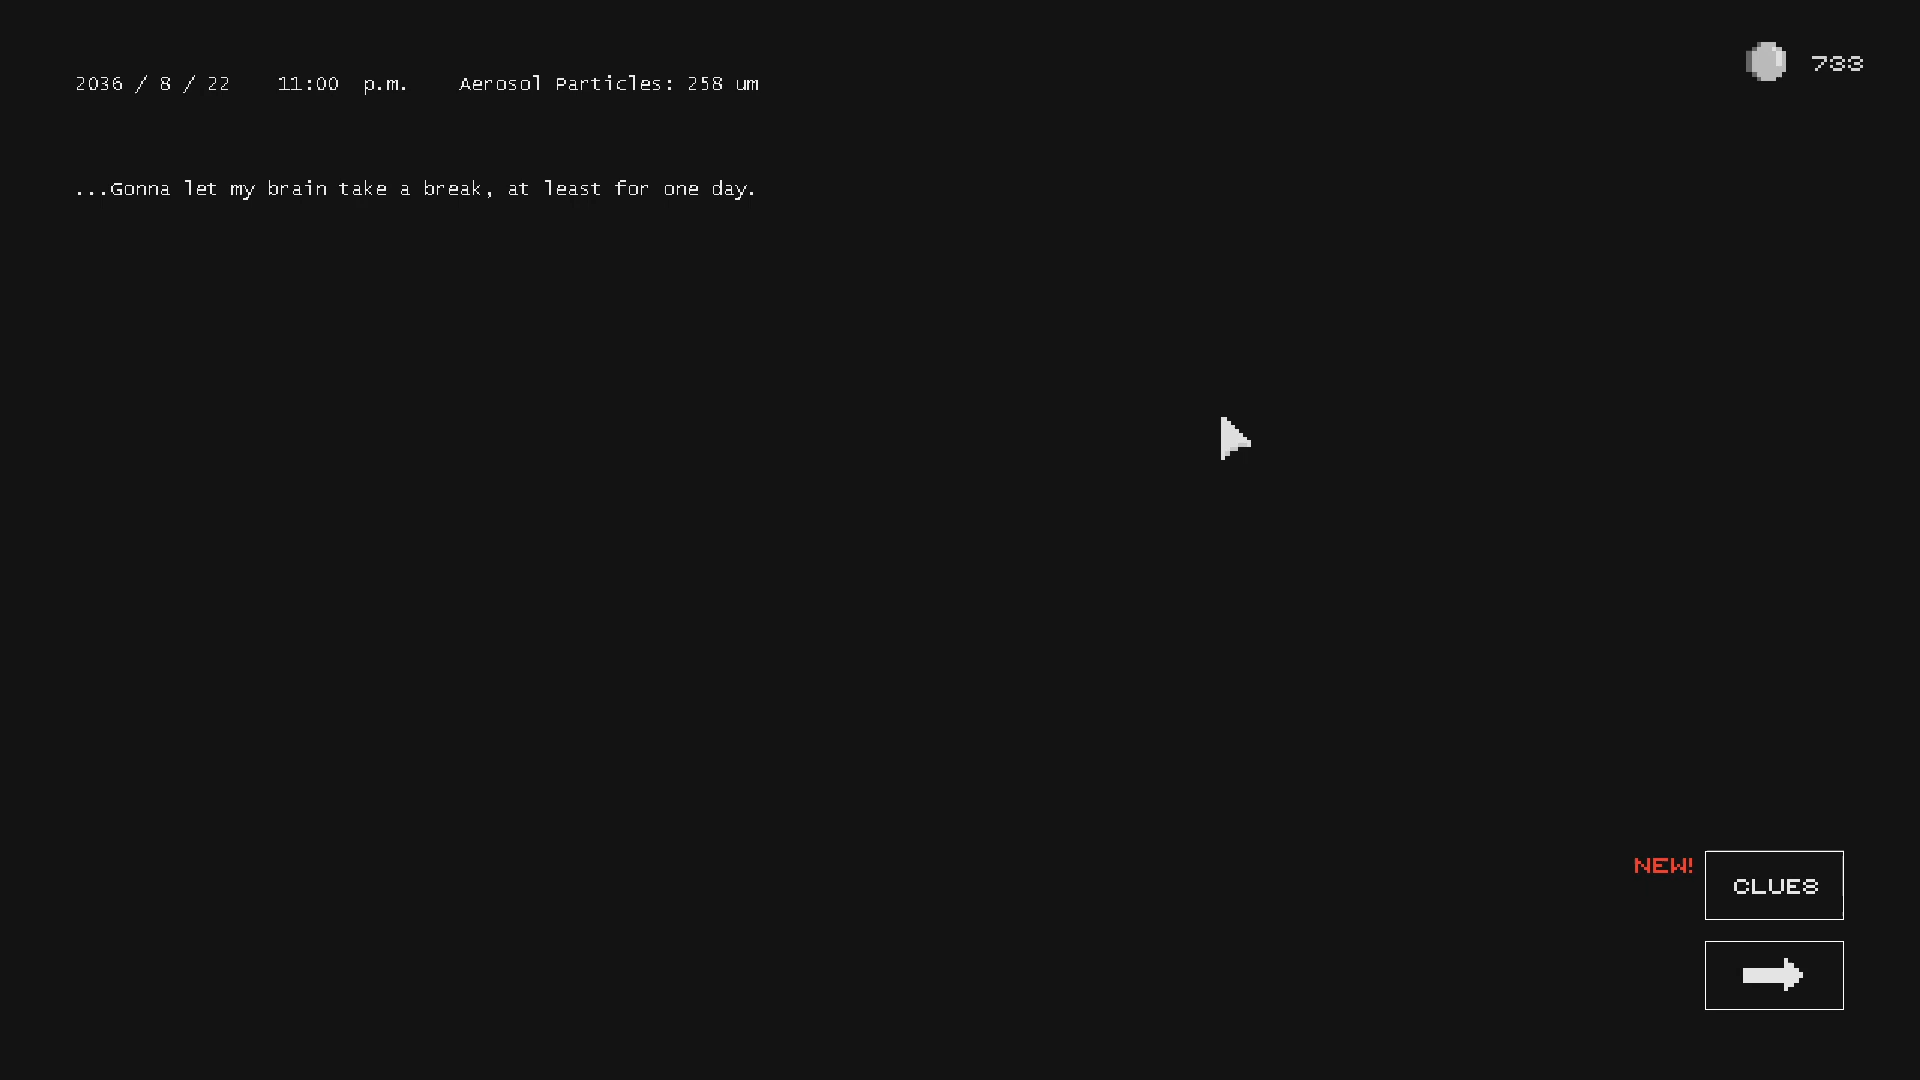 2036 / 8 / 22    11:00  p.m.    Aerosol Particles: 258 um
733
...Gonna let my brain take a break, at least for one day.
NEW!
CLUES